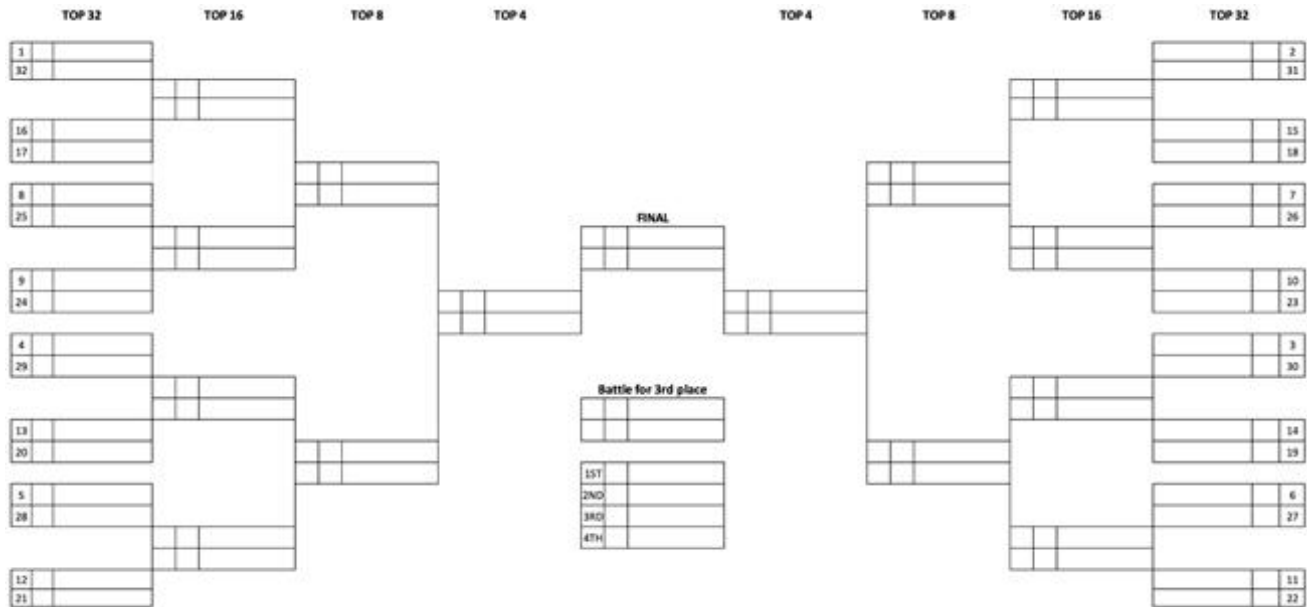 TOP 32 TOP 16 TOP 8 TOP 4 TOP 4 TOP 8 TOP 16 TOP 32
1 2
32 31
16 15
17 18
8 7
25 26
FINAL
9 10
24 23
4 3
29 30
Battle for 3rd place
13 14
20 19
1ST
5 6
2ND
28 27
3RD
4TH
12 11
21 22